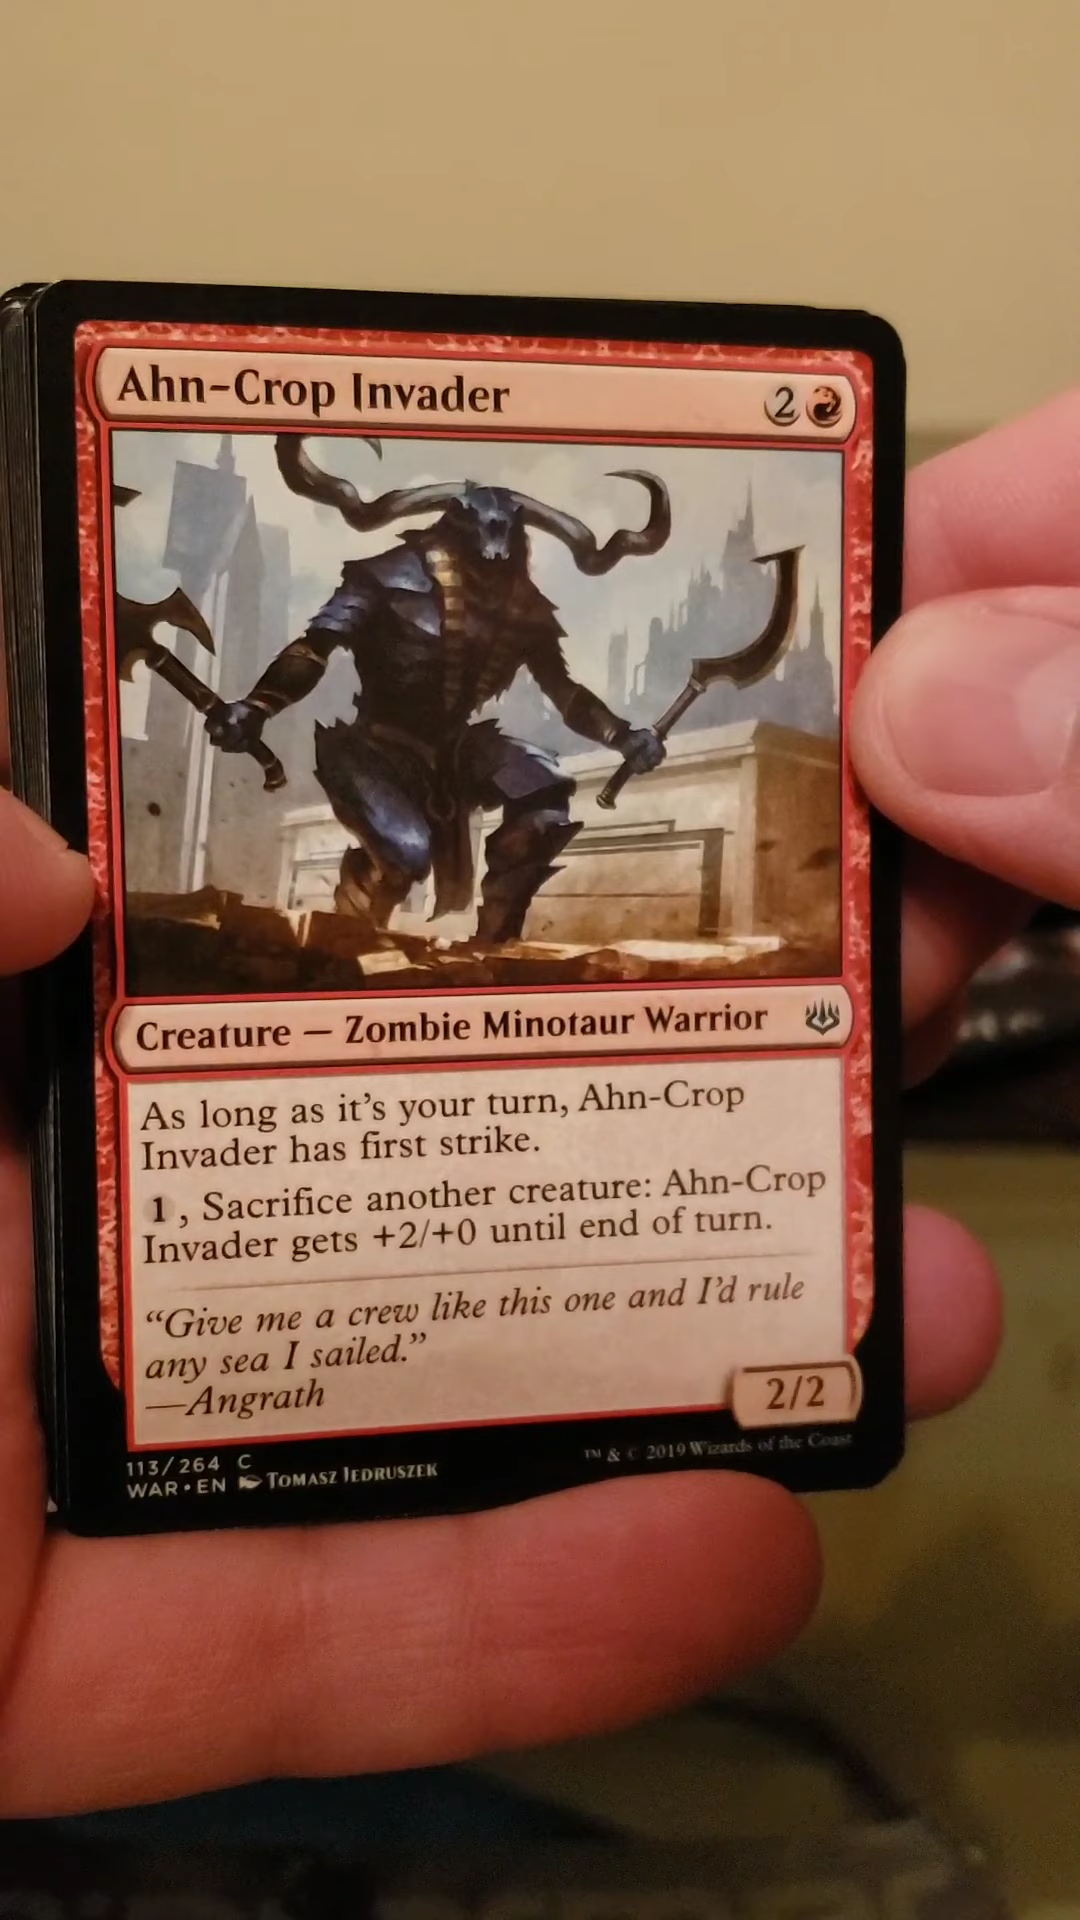 Ahn-Crop Invader 2
Creature — Zombie Minotaur Warrior
As long as it's your turn, Ahn-Crop
Invader has first strike.
1, Sacrifice another creature: Ahn-Crop
Invader gets +2/+0 until end of turn.
“Give me a crew like this one and I'd rule
any sea I sailed.”
—Angrath
2/2
113/264 C
WAR • EN TOMASZ JEDRUSZEK
™ & © 2019 Wizards of the Coast